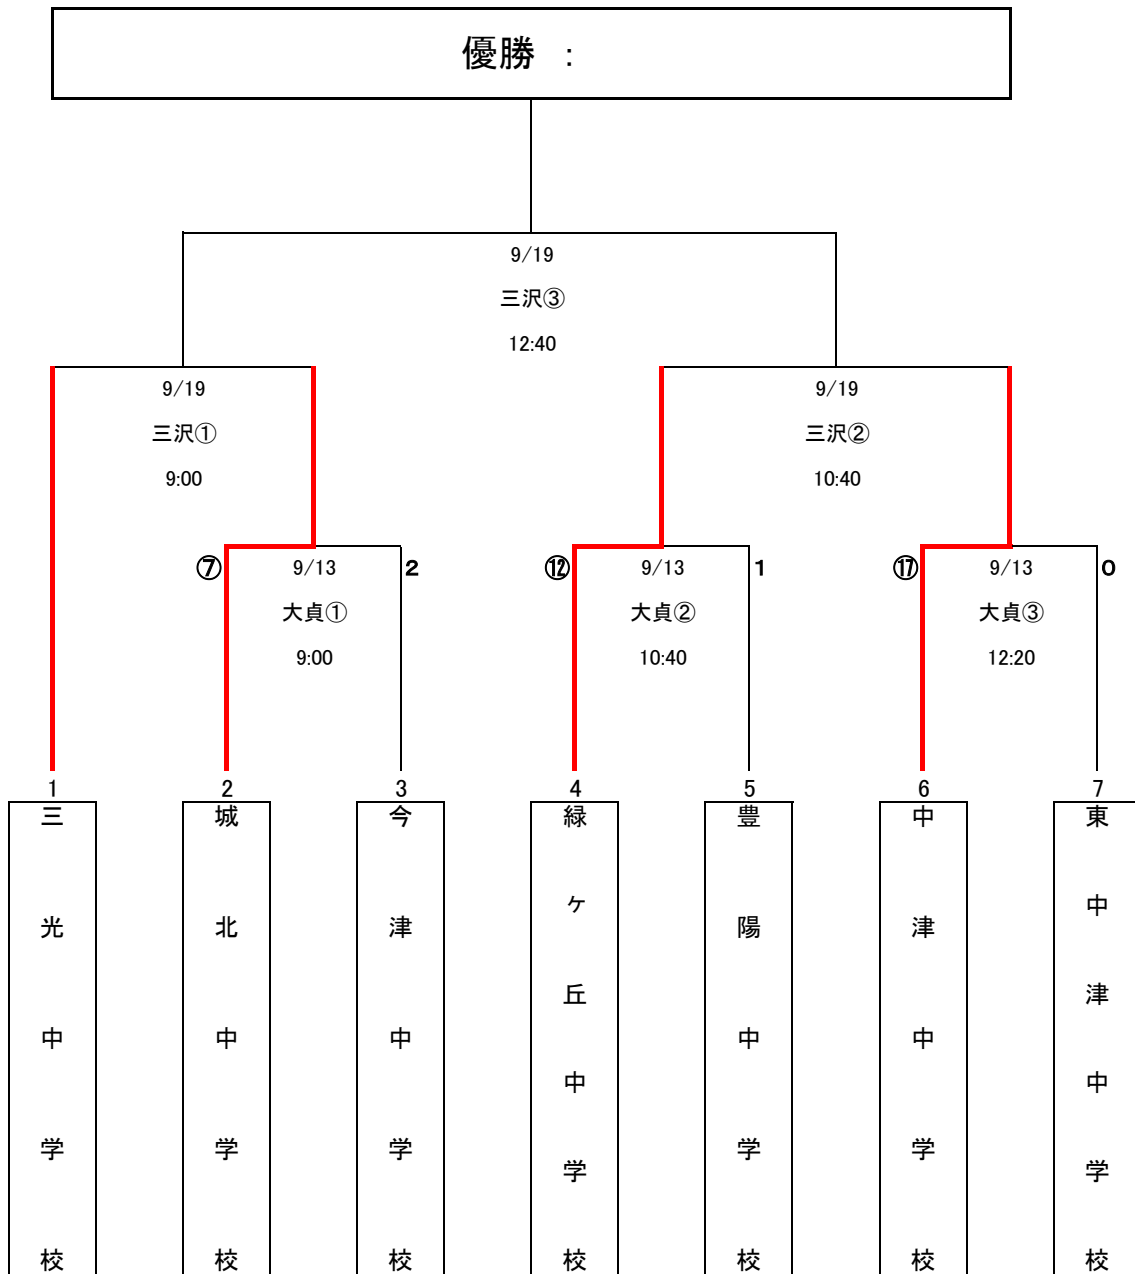 優勝 :
9/19
三沢③
12:40
9/19
三沢①
9:00
9/19
三沢②
10:40
⑦
9/13
2
大貞①
9:00
⑫
9/13
1
大貞②
10:40
⑰
9/13
0
大貞③
12:20
1
三光中学校
2
城北中学校
3
今津中学校
4
緑ヶ丘中学校
5
豊陽中学校
6
中津中学校
7
東中津中学校